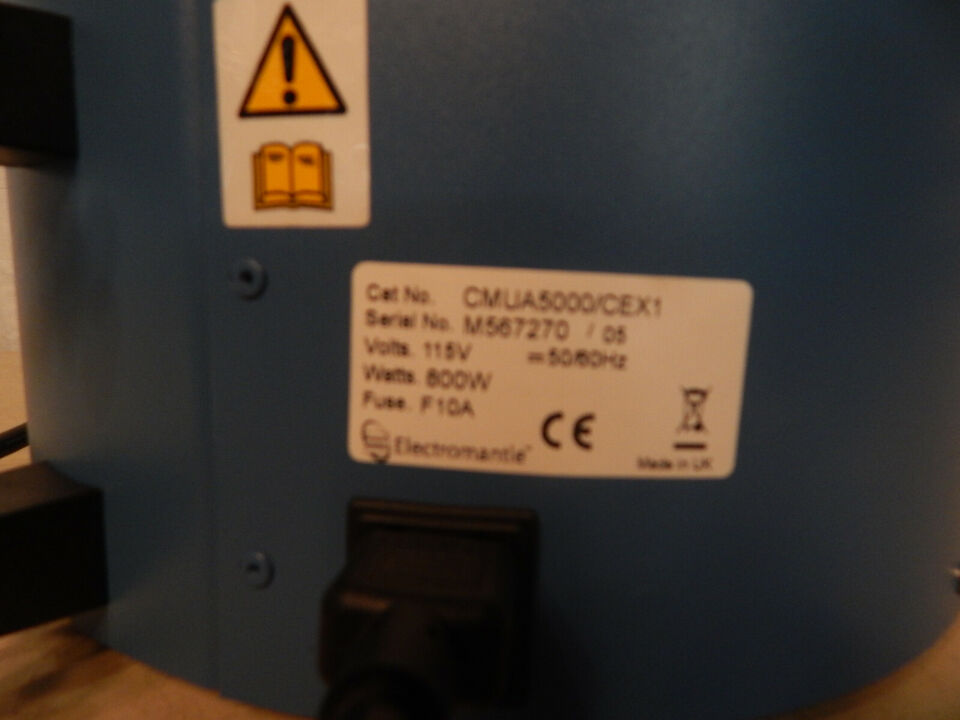 Cat No. CMUA5000/CEX1
Serial No. M567270 / 05
Volts. 115V 50/60Hz
Watts. 800W
Fuse. F10A
Electromantle™
CE
Made in UK